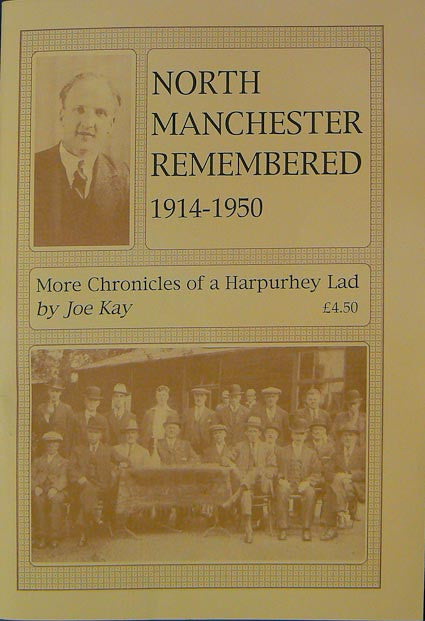 NORTH
MANCHESTER
REMEMBERED
1914-1950
More Chronicles of a Harpurhey Lad
by Joe Kay £4.50